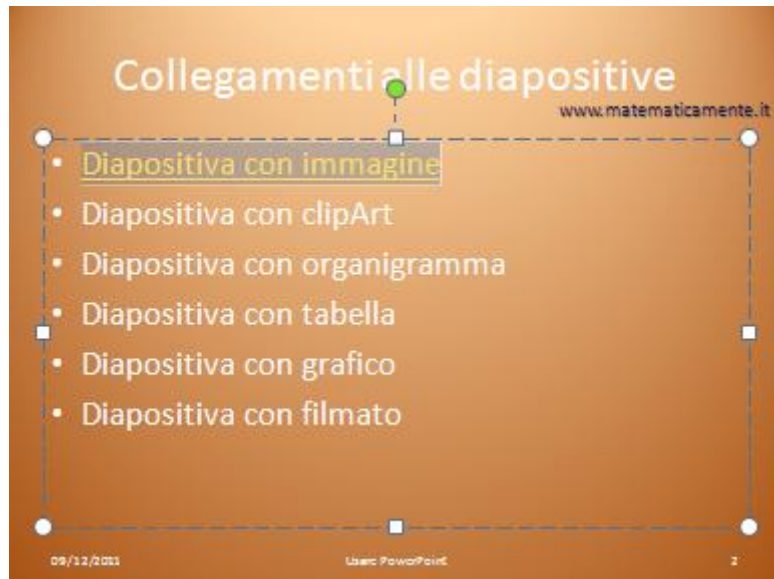 Collegamenti alle diapositive
www.matematicamente.it
• Diapositiva con immagine
• Diapositiva con clipArt
• Diapositiva con organigramma
• Diapositiva con tabella
• Diapositiva con grafico
• Diapositiva con filmato
09/12/2011 Usare PowerPoint 2